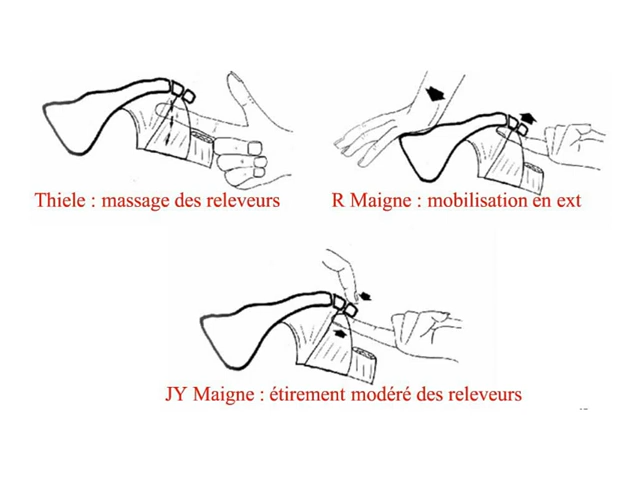 Thiele : massage des releveurs
R Maigne : mobilisation en ext
JY Maigne : étirement modéré des releveurs